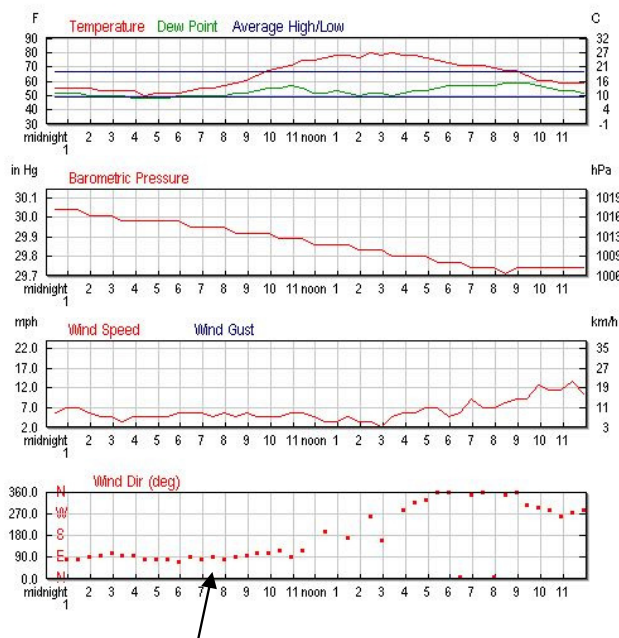 F Temperature Dew Point Average High/Low C
90 32
80 27
70 21
60 16
50 10
40 4
30 -1
midnight 1 2 3 4 5 6 7 8 9 10 11 noon 1 2 3 4 5 6 7 8 9 10 11
in Hg Barometric Pressure hPa
30.1 1019
30.0 1016
29.9 1013
29.8 1009
29.7 1006
midnight 1 2 3 4 5 6 7 8 9 10 11 noon 1 2 3 4 5 6 7 8 9 10 11
mph Wind Speed Wind Gust km/h
22.0 35
17.0 27
12.0 19
7.0 11
2.0 3
midnight 1 2 3 4 5 6 7 8 9 10 11 noon 1 2 3 4 5 6 7 8 9 10 11
Wind Dir (deg)
360.0 N
270.0 W
180.0 S
90.0 E
0.0 N
midnight 1 2 3 4 5 6 7 8 9 10 11 noon 1 2 3 4 5 6 7 8 9 10 11